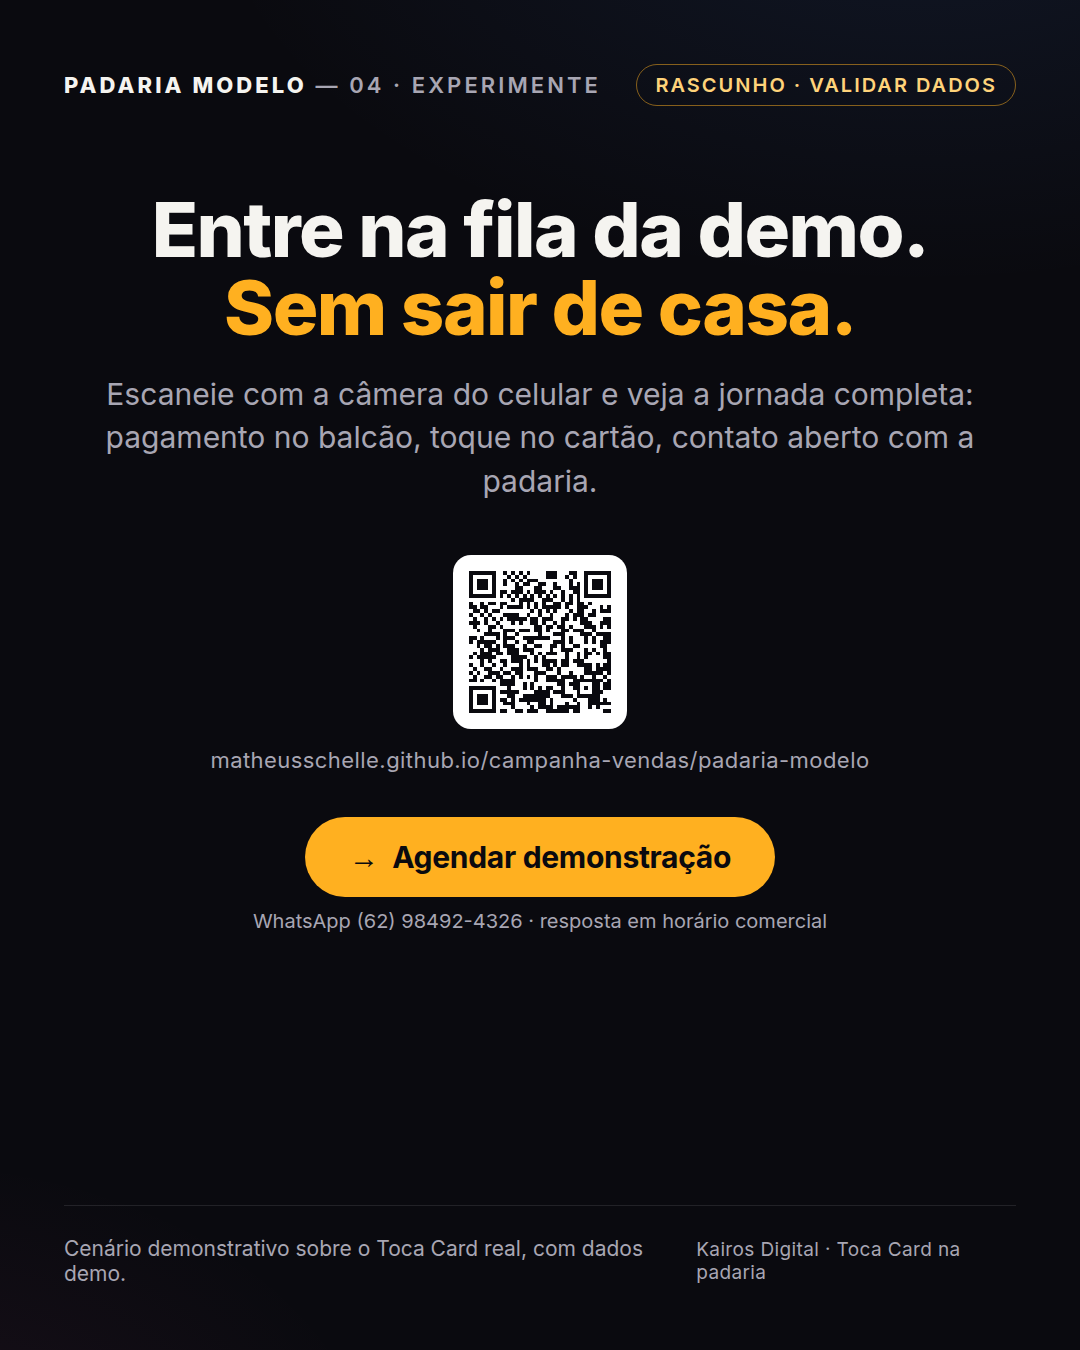 PADARIA MODELO — 04 · EXPERIMENTE
RASCUNHO · VALIDAR DADOS
Entre na fila da demo.
Sem sair de casa.
Escaneie com a câmera do celular e veja a jornada completa:
pagamento no balcão, toque no cartão, contato aberto com a
padaria.
matheusschelle.github.io/campanha-vendas/padaria-modelo
→ Agendar demonstração
WhatsApp (62) 98492-4326 · resposta em horário comercial
Cenário demonstrativo sobre o Toca Card real, com dados
demo.
Kairos Digital · Toca Card na
padaria